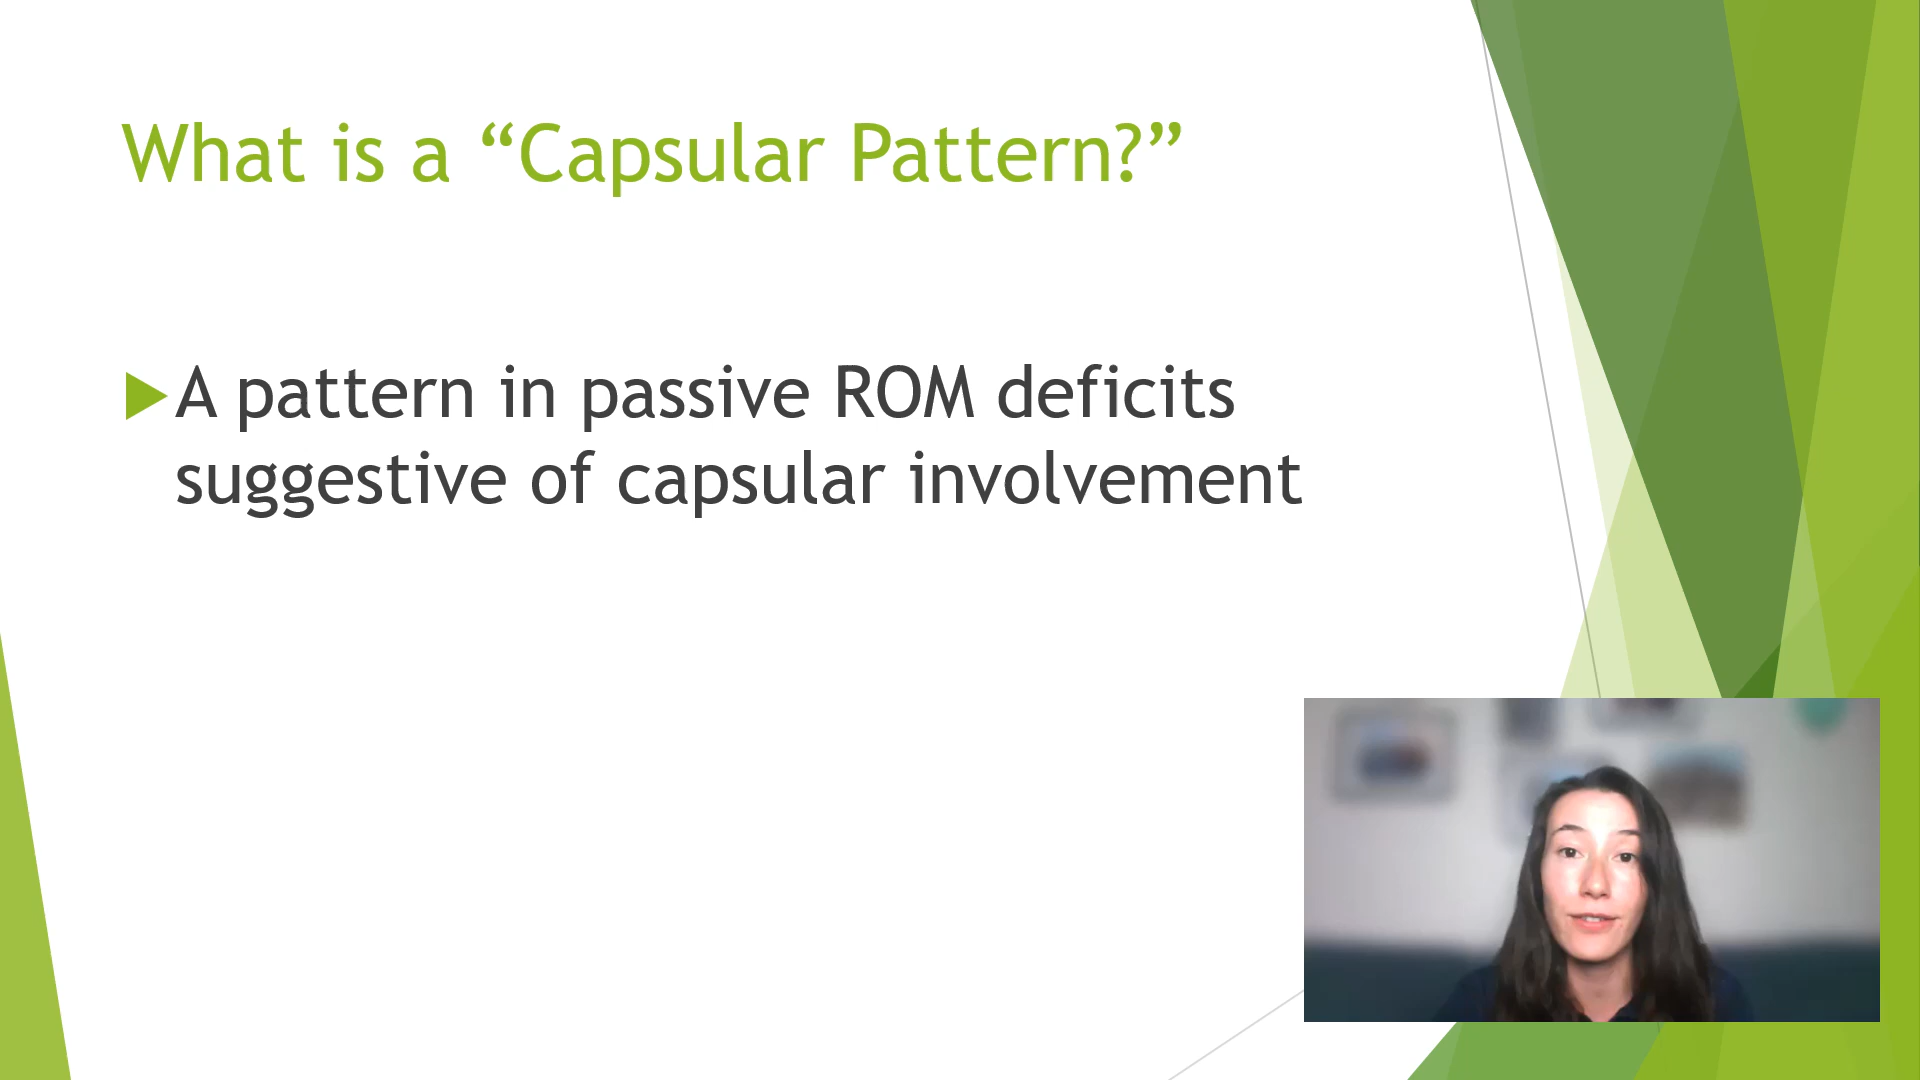 What is a “Capsular Pattern?”
A pattern in passive ROM deficits
suggestive of capsular involvement